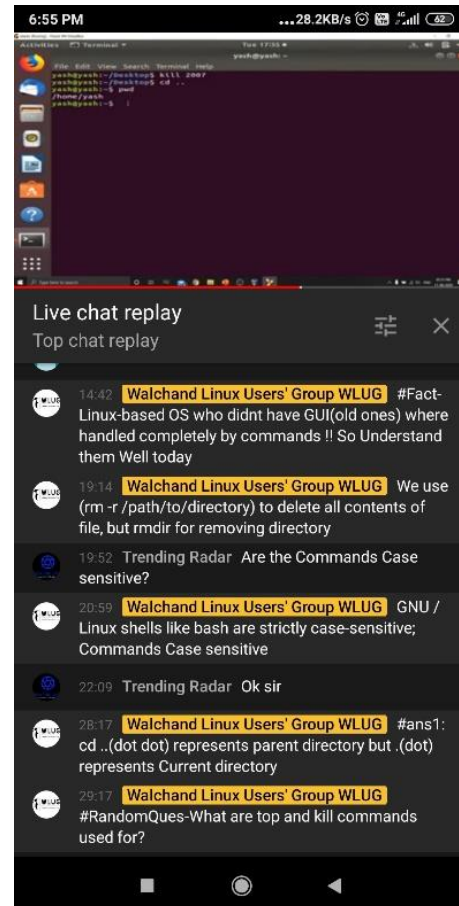 6:55 PM
...28.2KB/s
4G
62
Activities
Terminal
Tue 17:35
yash@yash: ~
File Edit View Search Terminal Help
yash@yash:~/Desktop$ kill 2007
yash@yash:~/Desktop$ cd ..
yash@yash:~$ pwd
/home/yash
yash@yash:~$
Live chat replay
Top chat replay
14:42 Walchand Linux Users' Group WLUG #Fact-
Linux-based OS who didnt have GUI(old ones) where
handled completely by commands !! So Understand
them Well today
19:14 Walchand Linux Users' Group WLUG We use
(rm -r /path/to/directory) to delete all contents of
file, but rmdir for removing directory
19:52 Trending Radar Are the Commands Case
sensitive?
20:59 Walchand Linux Users' Group WLUG GNU /
Linux shells like bash are strictly case-sensitive;
Commands Case sensitive
22:09 Trending Radar Ok sir
28:17 Walchand Linux Users' Group WLUG #ans1:
cd ..(dot dot) represents parent directory but .(dot)
represents Current directory
29:17 Walchand Linux Users' Group WLUG
#RandomQues-What are top and kill commands
used for?